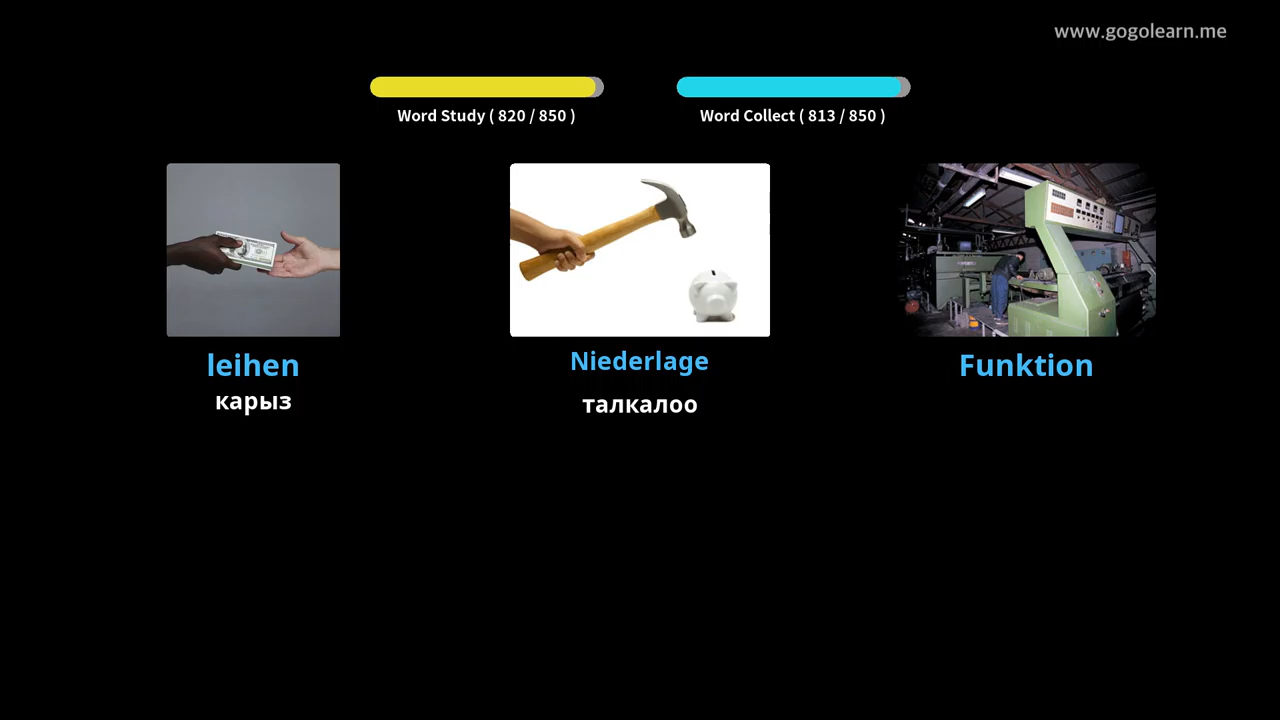 www.gogolearn.me
Word Study ( 820 / 850 )
Word Collect ( 813 / 850 )
leihen
карыз
Niederlage
талкалоо
Funktion